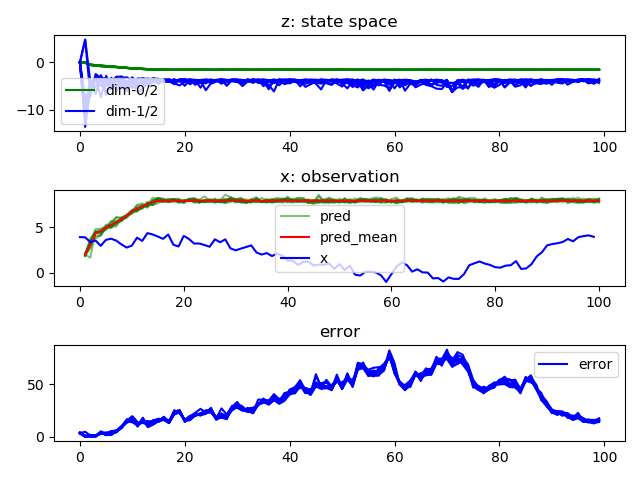 z: state space
0
−10
dim-0/2
dim-1/2
0 20 40 60 80 100
x: observation
5
0
pred
pred_mean
x
0 20 40 60 80 100
error
50
0
error
0 20 40 60 80 100